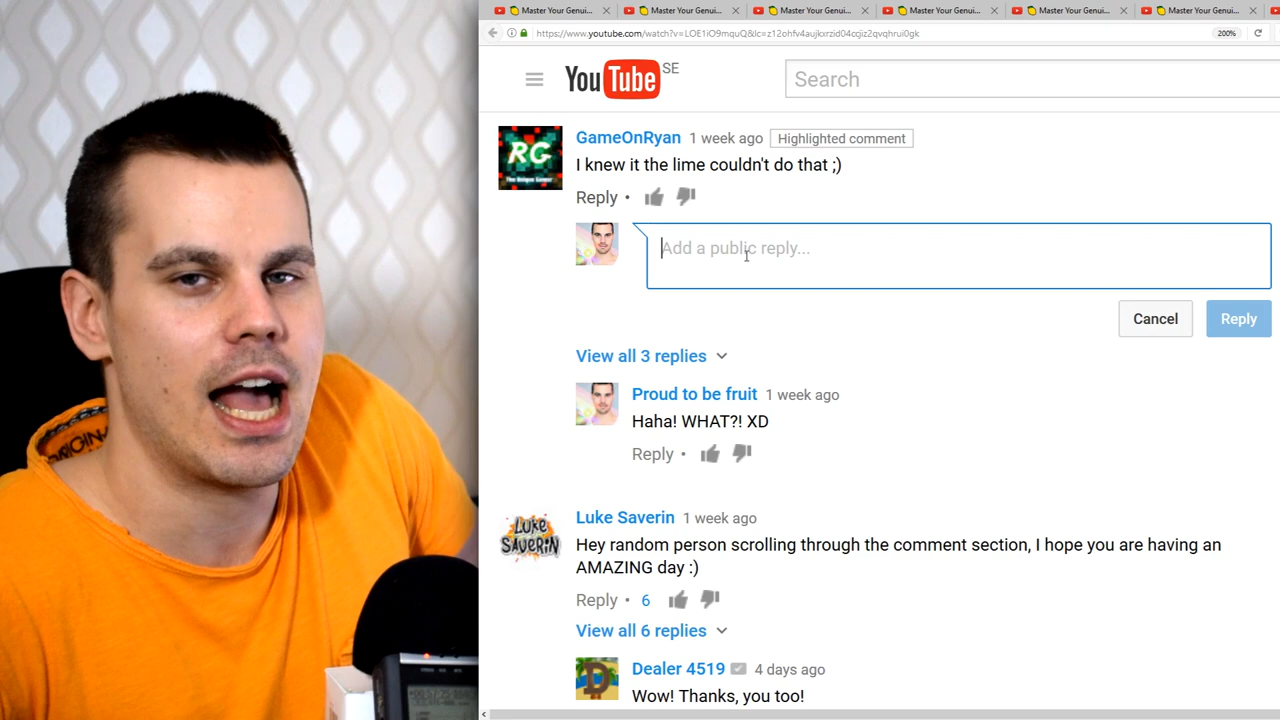 Master Your Genui...
Master Your Genui...
Master Your Genui...
Master Your Genui...
Master Your Genui...
Master Your Genui...
https://www.youtube.com/watch?v=LOE1iO9mquQ&lc=z12ohfv4aujkxrzid04ccjiz2qvqhrui0gk
200%
YouTube SE
Search
RG
GameOnRyan 1 week ago Highlighted comment
I knew it the lime couldn't do that ;)
Reply •
Add a public reply...
Cancel Reply
View all 3 replies
Proud to be fruit 1 week ago
Haha! WHAT?! XD
Reply •
LUKE
SAVERIN
Luke Saverin 1 week ago
Hey random person scrolling through the comment section, I hope you are having an
AMAZING day :)
Reply • 6
View all 6 replies
D
Dealer 4519 4 days ago
Wow! Thanks, you too!